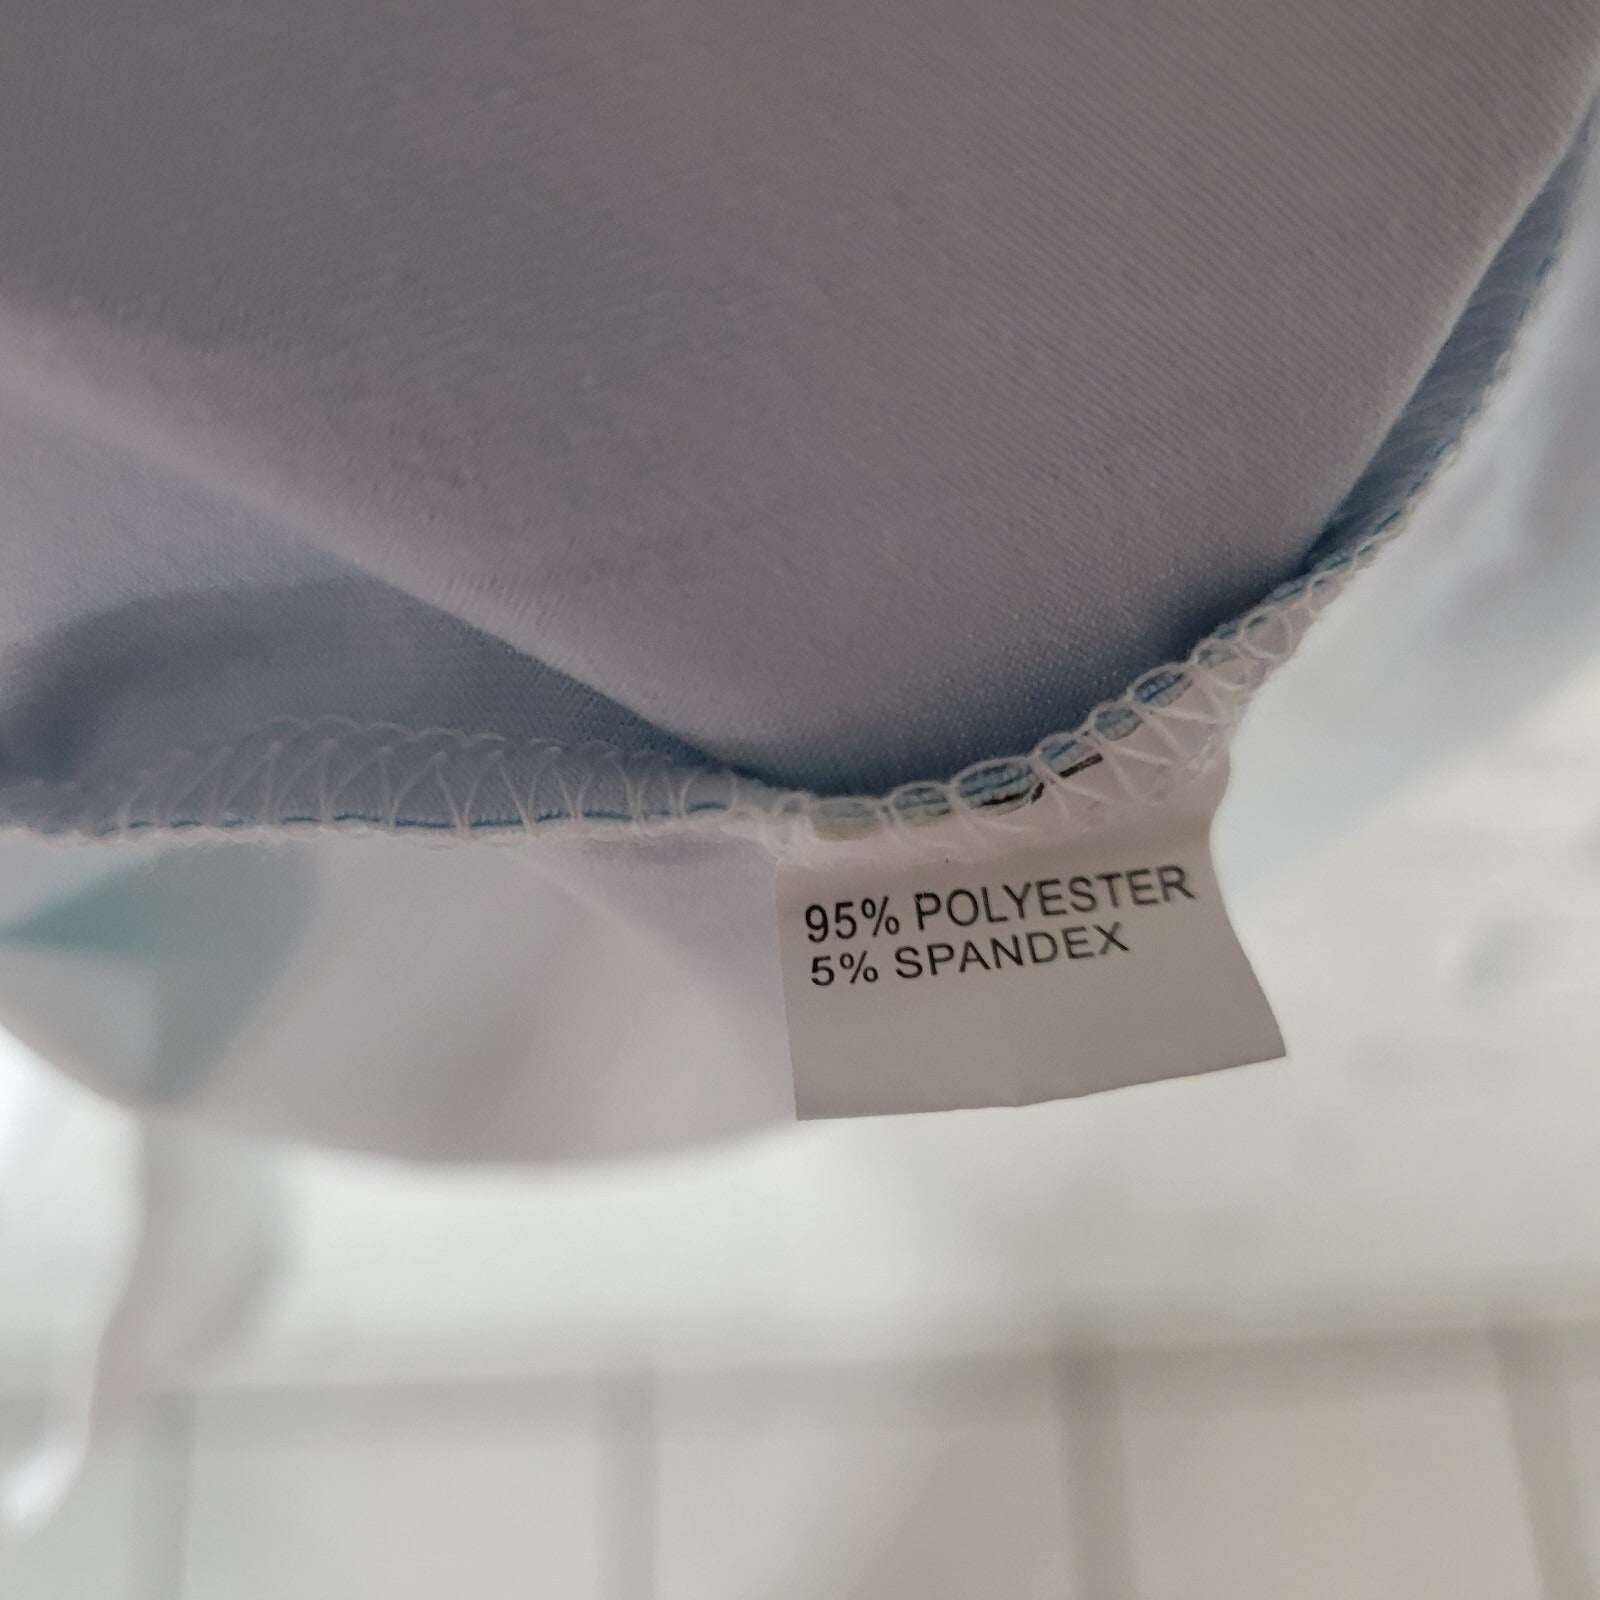 95% POLYESTER
5% SPANDEX